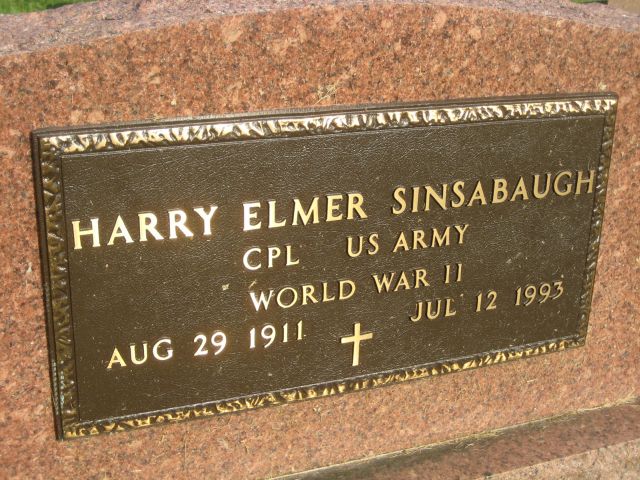 HARRY ELMER SINSABAUGH
CPL US ARMY
WORLD WAR II
AUG 29 1911 JUL 12 1993